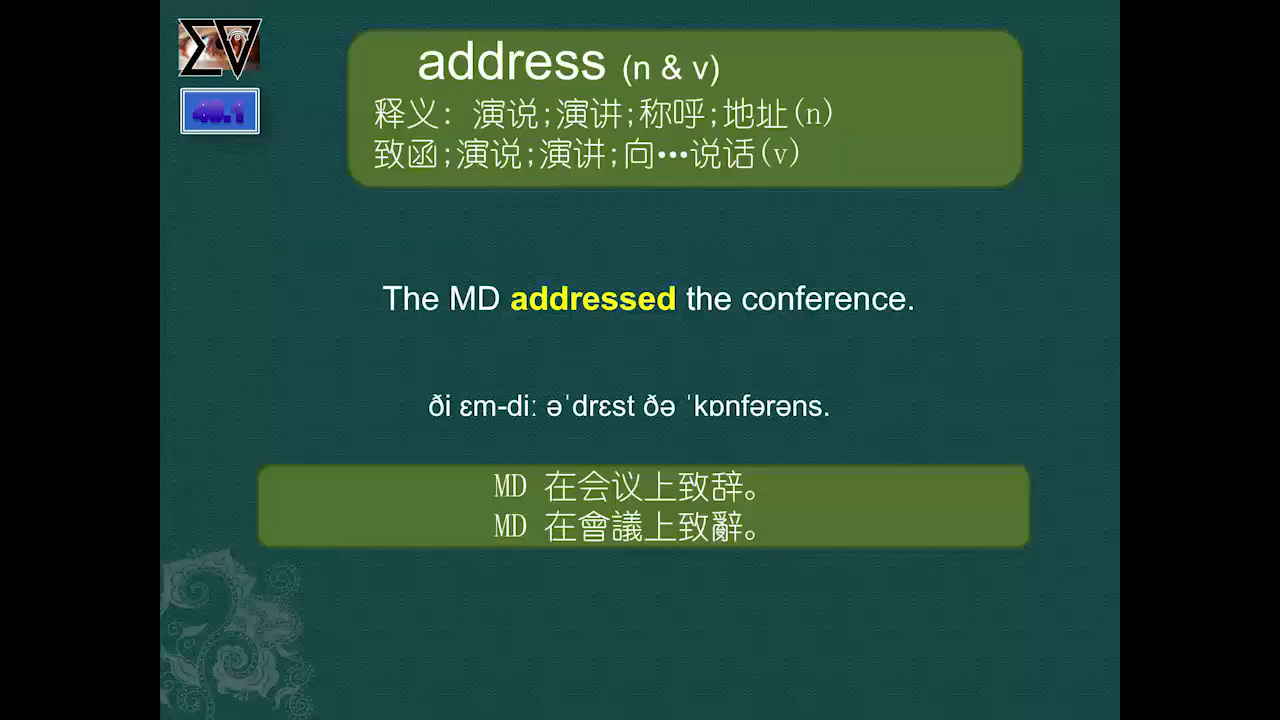 address (n & v)
释义: 演说;演讲;称呼;地址(n)
致函;演说;演讲;向…说话(v)
40.1
The MD addressed the conference.
ði ɛm-diː əˈdrɛst ðə ˈkɒnfərəns.
MD 在会议上致辞。
MD 在會議上致辭。